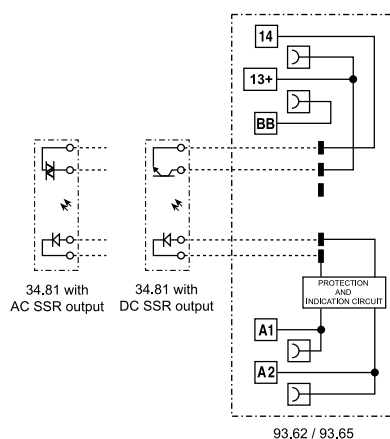 14
13+
BB
34.81 with
AC SSR output
34.81 with
DC SSR output
PROTECTION
AND
INDICATION CIRCUIT
A1
A2
93.62 / 93.65